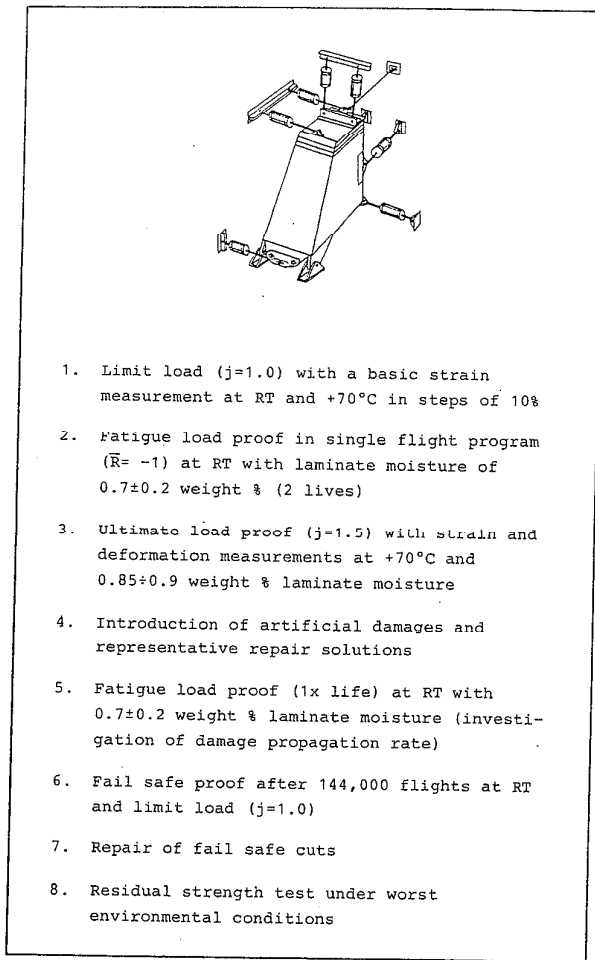 1. Limit load (j=1.0) with a basic strain
measurement at RT and +70°C in steps of 10%
2. Fatigue load proof in single flight program
(R̅= -1) at RT with laminate moisture of
0.7±0.2 weight % (2 lives)
3. Ultimate load proof (j=1.5) with strain and
deformation measurements at +70°C and
0.85÷0.9 weight % laminate moisture
4. Introduction of artificial damages and
representative repair solutions
5. Fatigue load proof (1x life) at RT with
0.7±0.2 weight % laminate moisture (investi-
gation of damage propagation rate)
6. Fail safe proof after 144,000 flights at RT
and limit load (j=1.0)
7. Repair of fail safe cuts
8. Residual strength test under worst
environmental conditions